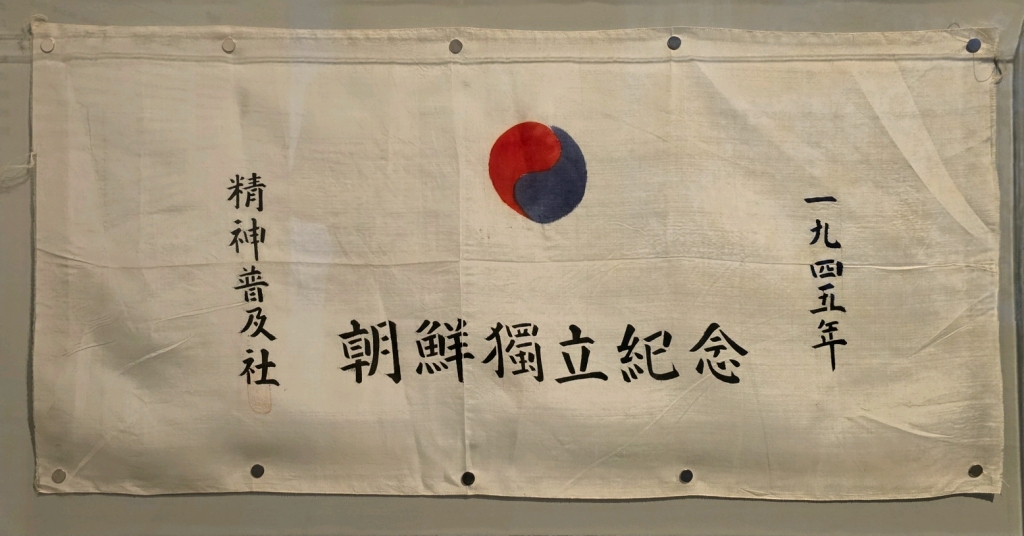 一九四五年
朝鮮獨立紀念
精神普及社